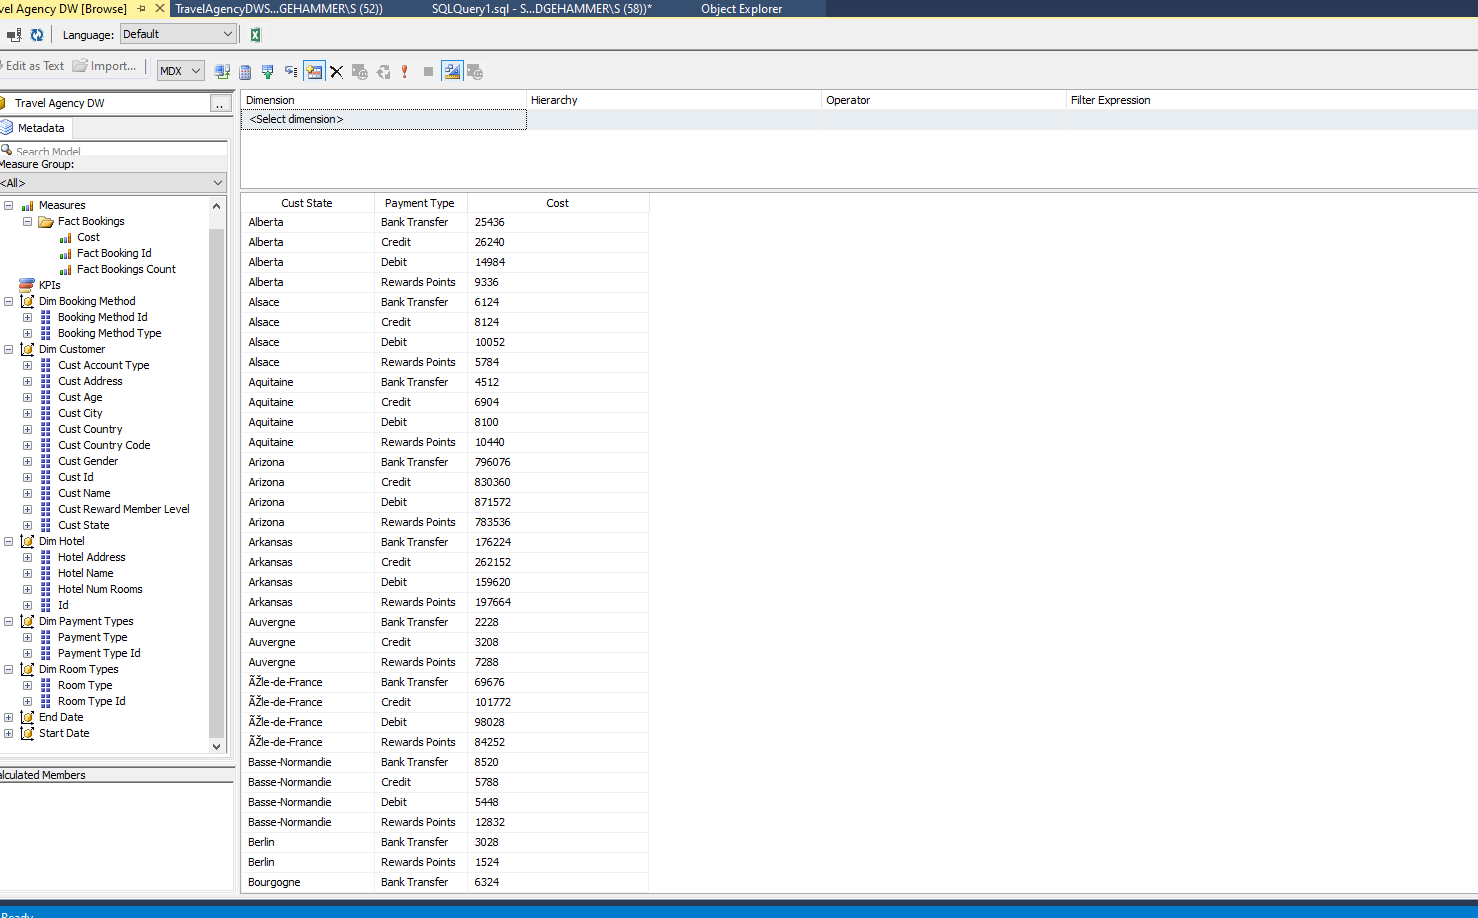 vel Agency DW [Browse] TravelAgencyDWS...GEHAMMER\S (52)) SQLQuery1.sql - S...DGEHAMMER\S (58))* Object Explorer
Language: Default
Edit as Text Import... MDX
Travel Agency DW ..
Metadata
Search Model
Measure Group:
<All>
Measures
Fact Bookings
Cost
Fact Booking Id
Fact Bookings Count
KPIs
Dim Booking Method
Booking Method Id
Booking Method Type
Dim Customer
Cust Account Type
Cust Address
Cust Age
Cust City
Cust Country
Cust Country Code
Cust Gender
Cust Id
Cust Name
Cust Reward Member Level
Cust State
Dim Hotel
Hotel Address
Hotel Name
Hotel Num Rooms
Id
Dim Payment Types
Payment Type
Payment Type Id
Dim Room Types
Room Type
Room Type Id
End Date
Start Date
alculated Members
Dimension Hierarchy Operator Filter Expression
<Select dimension>
Cust State Payment Type Cost
Alberta Bank Transfer 25436
Alberta Credit 26240
Alberta Debit 14984
Alberta Rewards Points 9336
Alsace Bank Transfer 6124
Alsace Credit 8124
Alsace Debit 10052
Alsace Rewards Points 5784
Aquitaine Bank Transfer 4512
Aquitaine Credit 6904
Aquitaine Debit 8100
Aquitaine Rewards Points 10440
Arizona Bank Transfer 796076
Arizona Credit 830360
Arizona Debit 871572
Arizona Rewards Points 783536
Arkansas Bank Transfer 176224
Arkansas Credit 262152
Arkansas Debit 159620
Arkansas Rewards Points 197664
Auvergne Bank Transfer 2228
Auvergne Credit 3208
Auvergne Rewards Points 7288
ÃŽle-de-France Bank Transfer 69676
ÃŽle-de-France Credit 101772
ÃŽle-de-France Debit 98028
ÃŽle-de-France Rewards Points 84252
Basse-Normandie Bank Transfer 8520
Basse-Normandie Credit 5788
Basse-Normandie Debit 5448
Basse-Normandie Rewards Points 12832
Berlin Bank Transfer 3028
Berlin Rewards Points 1524
Bourgogne Bank Transfer 6324
Ready